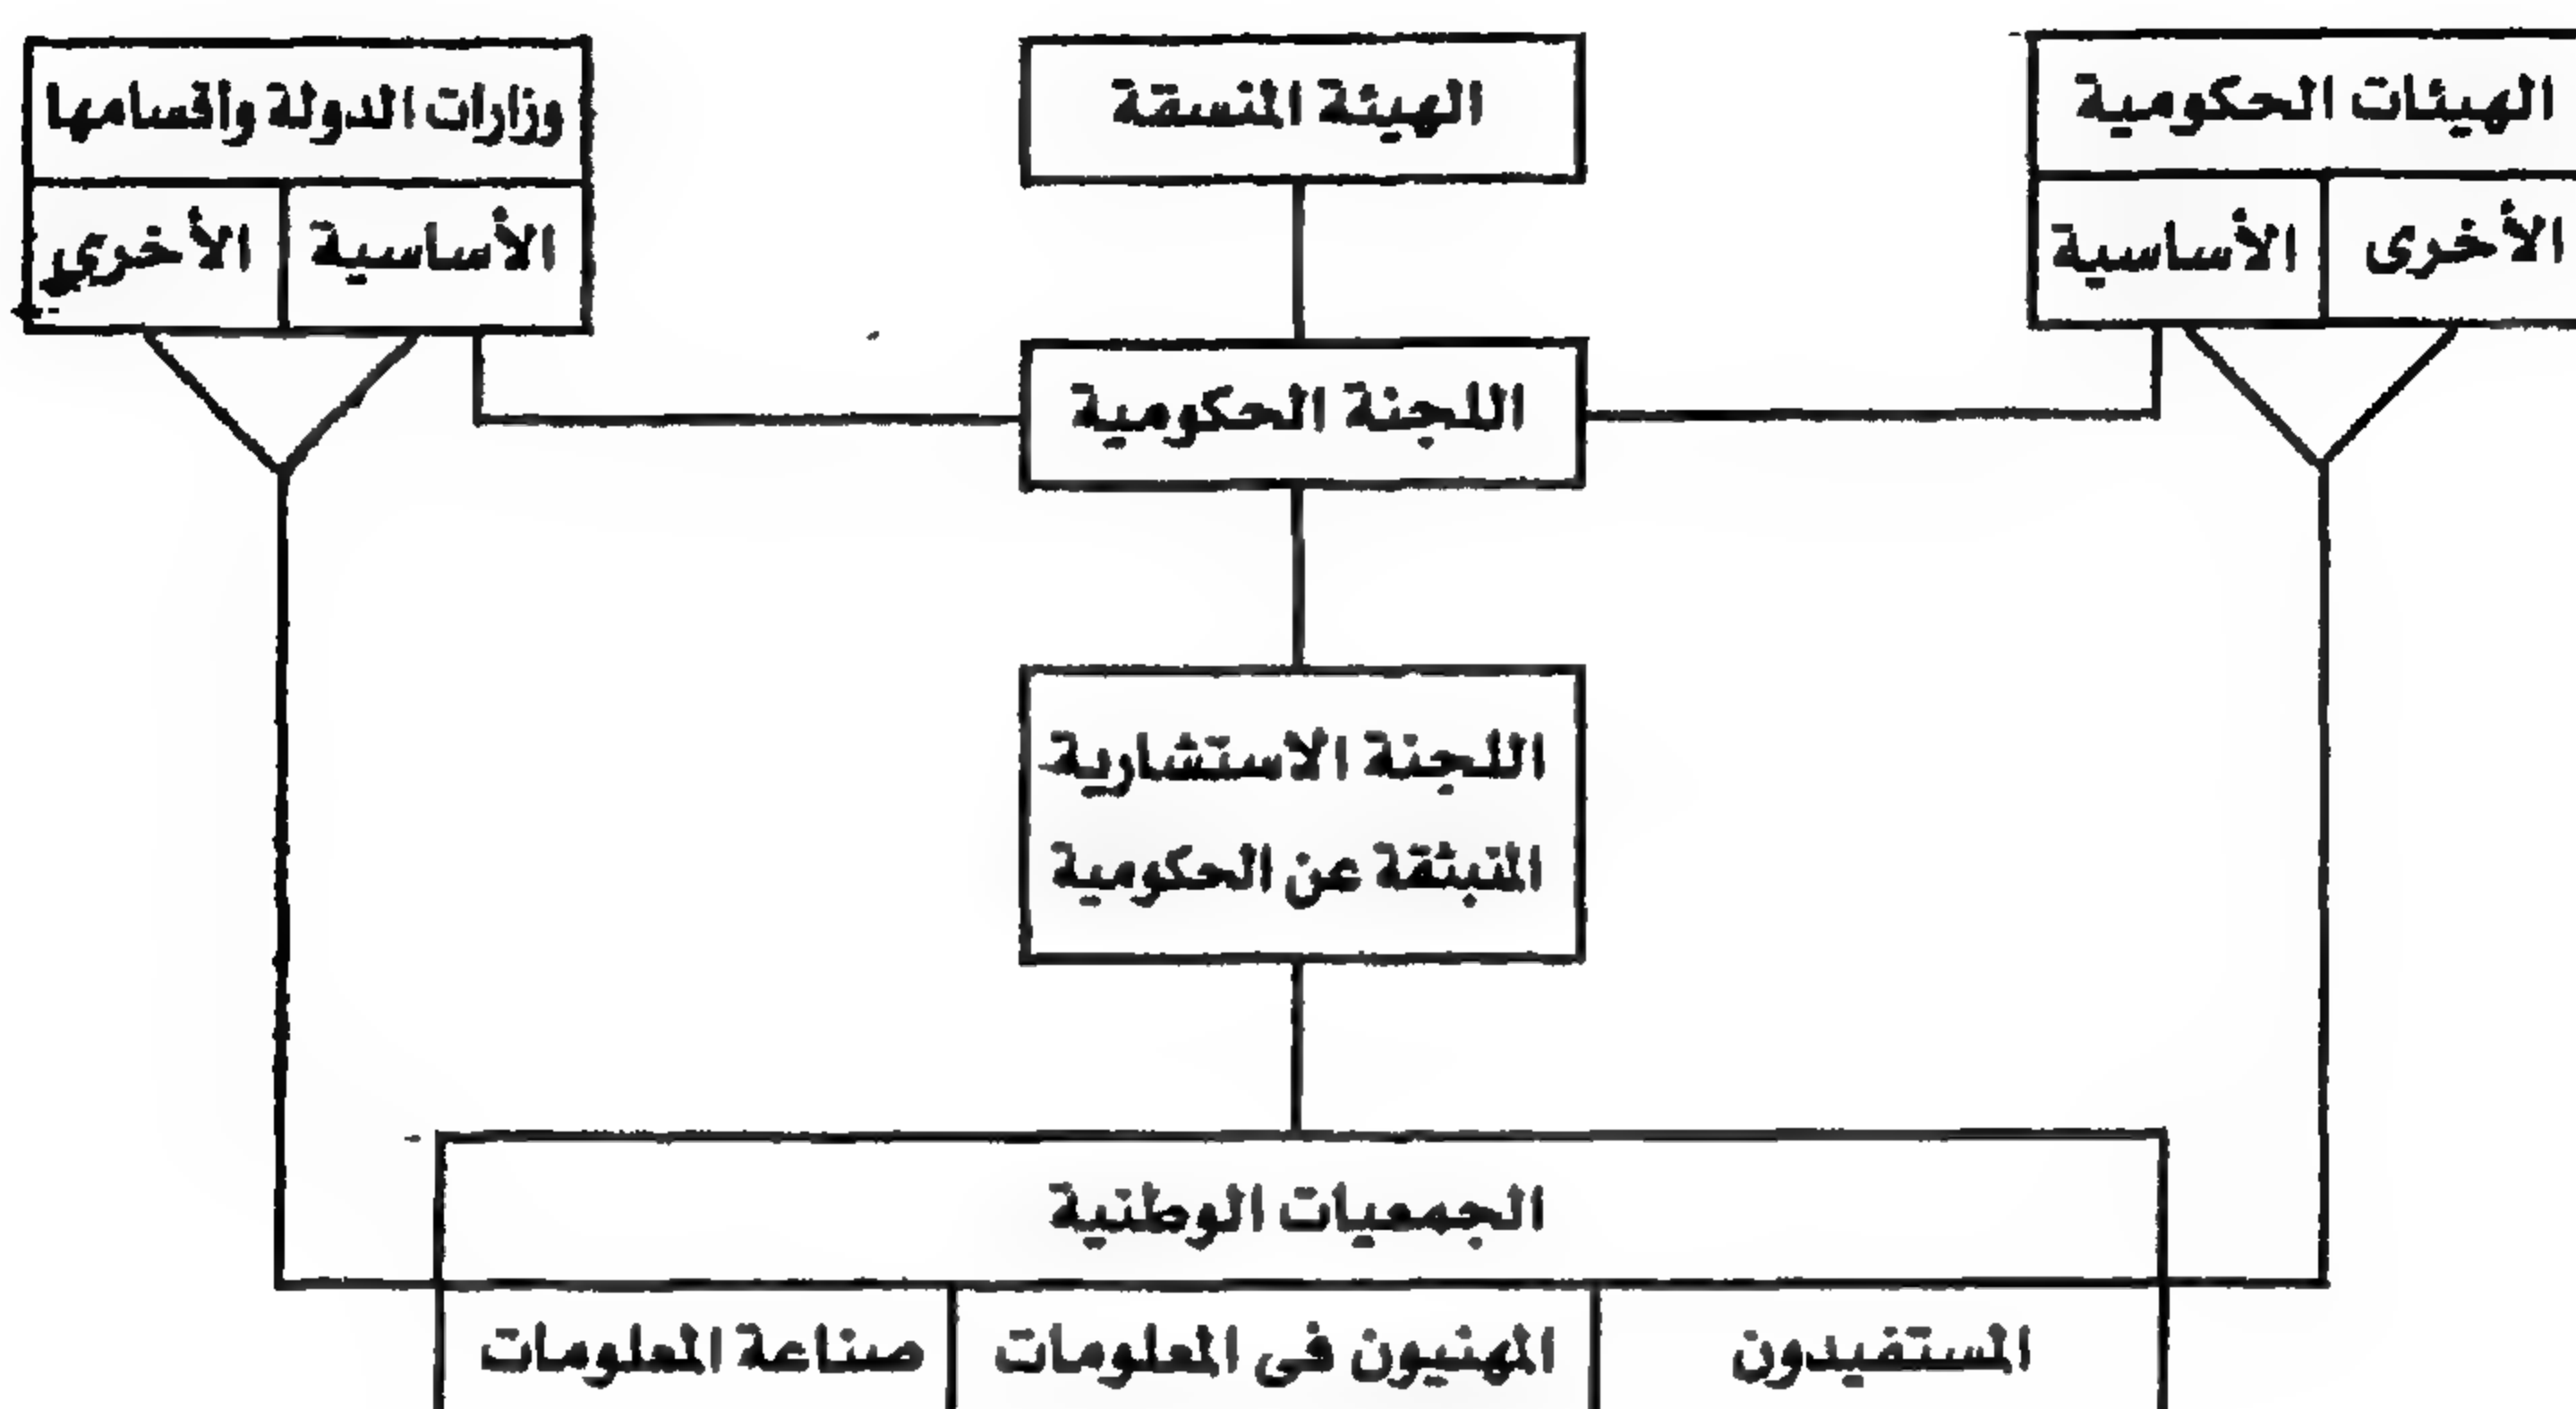 الهيئات الحكومية
الأخرى
الأساسية
الهيئة المنسقة
وزارات الدولة واقسامها
الأساسية
الأخرى
اللجنة الحكومية
اللجنة الاستشارية
المنبثقة عن الحكومية
الجمعيات الوطنية
المستفيدون
المهنيون فى المعلومات
صناعة المعلومات